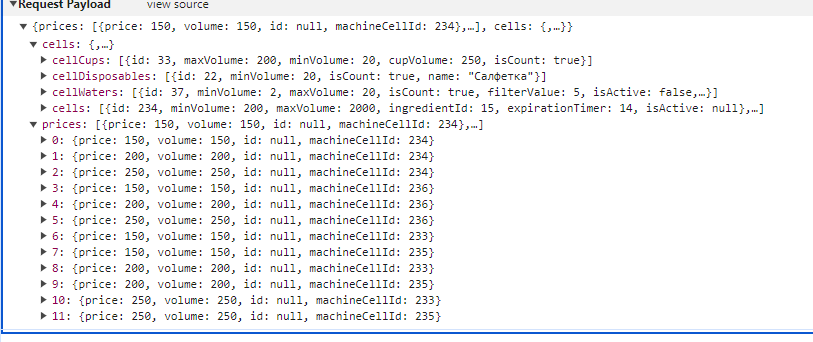 ▼Request Payload view source
▼{prices: [{price: 150, volume: 150, id: null, machineCellId: 234},…], cells: {,…}}
▼cells: {,…}
▶cellCups: [{id: 33, maxVolume: 200, minVolume: 20, cupVolume: 250, isCount: true}]
▶cellDisposables: [{id: 22, minVolume: 20, isCount: true, name: "Салфетка"}]
▶cellWaters: [{id: 37, minVolume: 2, maxVolume: 20, isCount: true, filterValue: 5, isActive: false,…}]
▶cells: [{id: 234, minVolume: 200, maxVolume: 2000, ingredientId: 15, expirationTimer: 14, isActive: null},…]
▼prices: [{price: 150, volume: 150, id: null, machineCellId: 234},…]
▶0: {price: 150, volume: 150, id: null, machineCellId: 234}
▶1: {price: 200, volume: 200, id: null, machineCellId: 234}
▶2: {price: 250, volume: 250, id: null, machineCellId: 234}
▶3: {price: 150, volume: 150, id: null, machineCellId: 236}
▶4: {price: 200, volume: 200, id: null, machineCellId: 236}
▶5: {price: 250, volume: 250, id: null, machineCellId: 236}
▶6: {price: 150, volume: 150, id: null, machineCellId: 233}
▶7: {price: 150, volume: 150, id: null, machineCellId: 235}
▶8: {price: 200, volume: 200, id: null, machineCellId: 233}
▶9: {price: 200, volume: 200, id: null, machineCellId: 235}
▶10: {price: 250, volume: 250, id: null, machineCellId: 233}
▶11: {price: 250, volume: 250, id: null, machineCellId: 235}